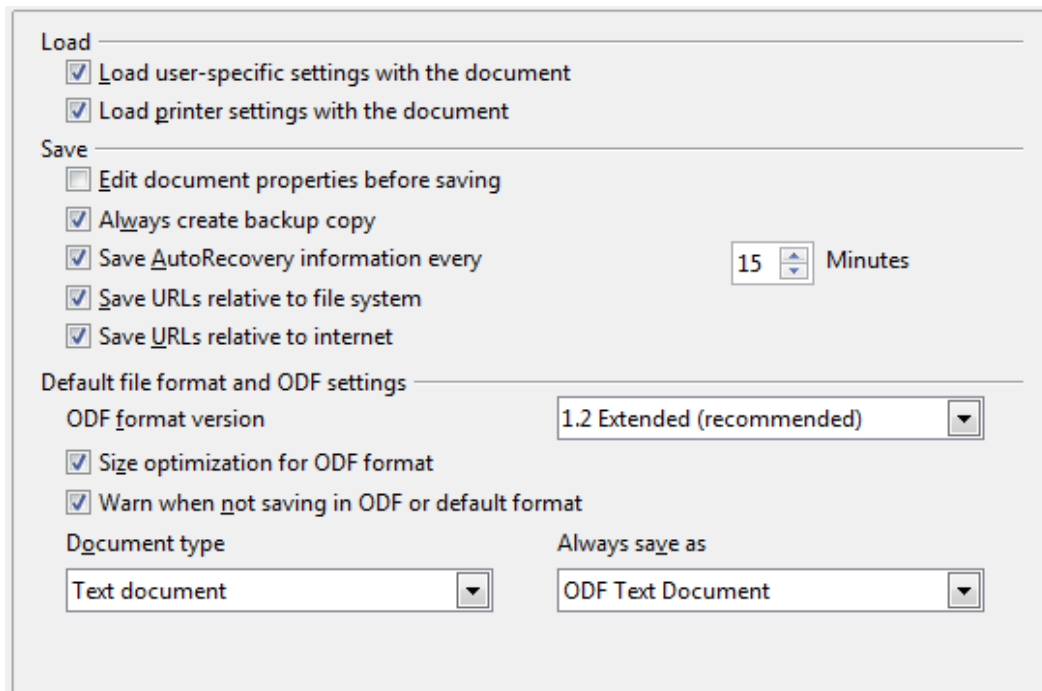 Load
Load user-specific settings with the document
Load printer settings with the document
Save
Edit document properties before saving
Always create backup copy
Save AutoRecovery information every 15 Minutes
Save URLs relative to file system
Save URLs relative to internet
Default file format and ODF settings
ODF format version 1.2 Extended (recommended)
Size optimization for ODF format
Warn when not saving in ODF or default format
Document type Always save as
Text document ODF Text Document